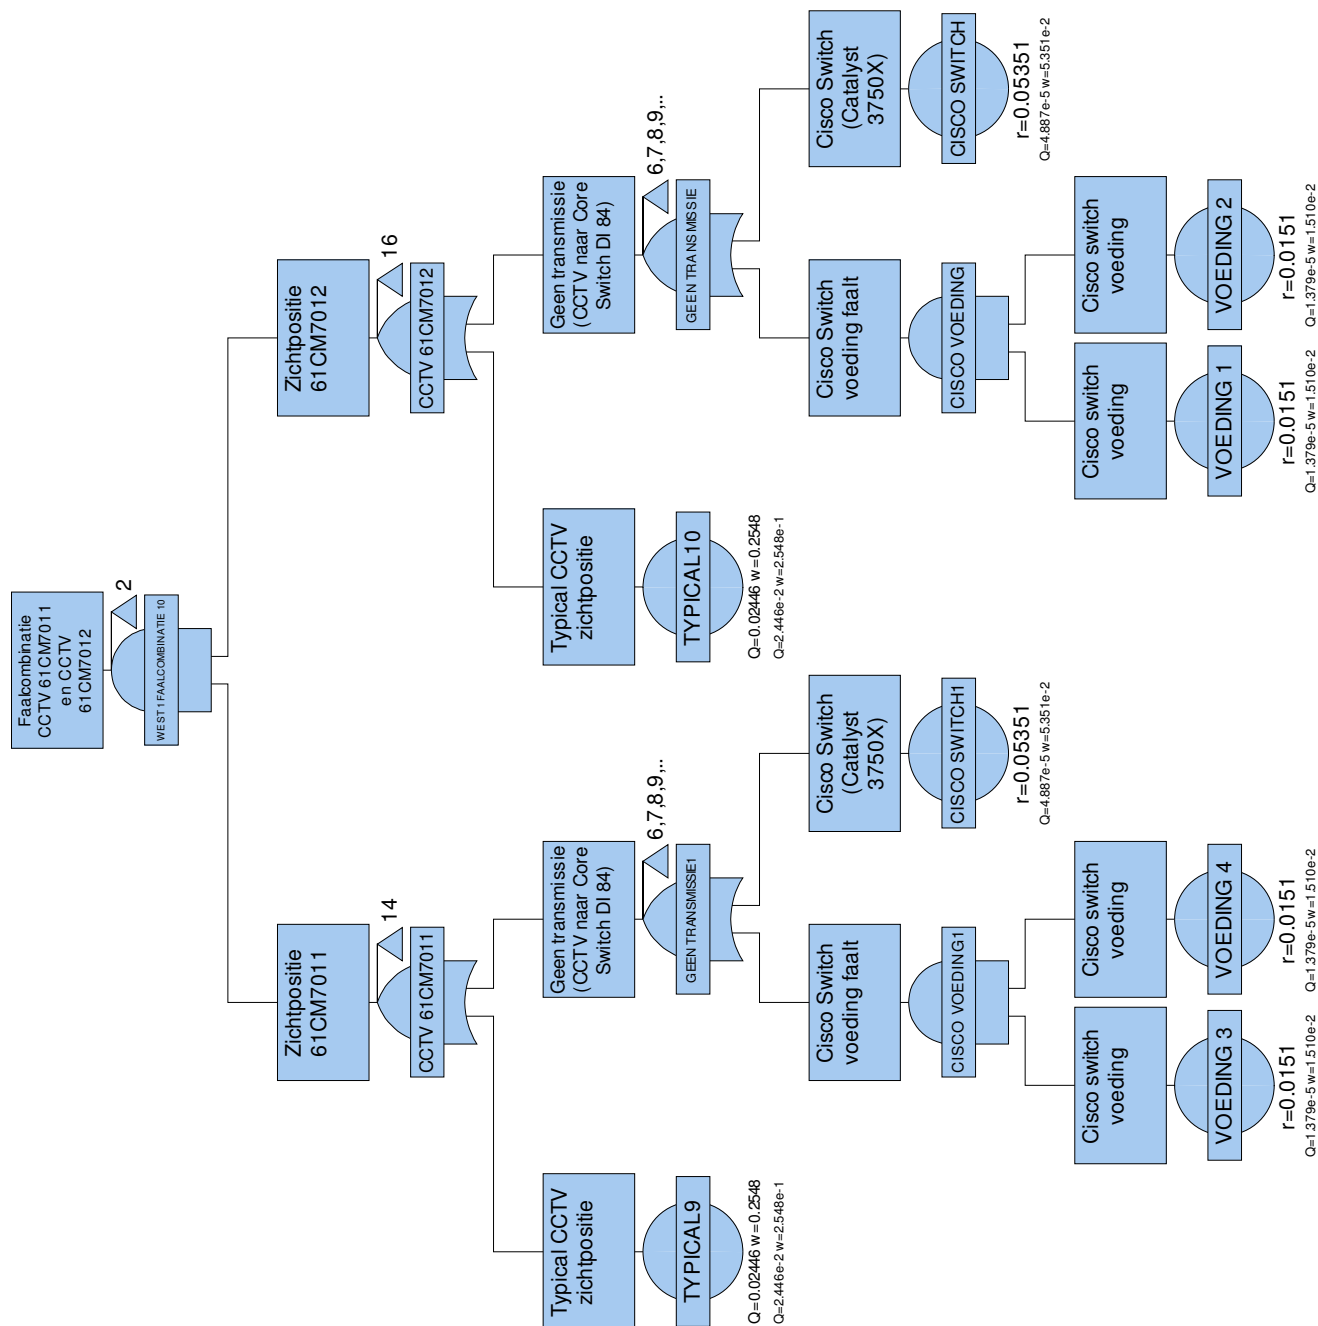 Faalcombinatie
CCTV 61CM7011
en CCTV
61CM7012
2
WEST 1 FAALCOMBINATIE 10
Zichtpositie
61CM7011
14
CCTV 61CM7011
Zichtpositie
61CM7012
16
CCTV 61CM7012
Typical CCTV
zichtpositie
TYPICAL9
Q=0.02446 w=0.2548
Q=2.446e-2 w=2.548e-1
Geen transmissie
(CCTV naar Core
Switch DI 84)
6,7,8,9,..
GEEN TRANSMISSIE1
Typical CCTV
zichtpositie
TYPICAL10
Q=0.02446 w=0.2548
Q=2.446e-2 w=2.548e-1
Geen transmissie
(CCTV naar Core
Switch DI 84)
6,7,8,9,..
GEEN TRANSMISSIE
Cisco Switch
voeding faalt
CISCO VOEDING1
Cisco Switch
(Catalyst
3750X)
CISCO SWITCH1
r=0.05351
Q=4.887e-5 w=5.351e-2
Cisco Switch
voeding faalt
CISCO VOEDING
Cisco Switch
(Catalyst
3750X)
CISCO SWITCH
r=0.05351
Q=4.887e-5 w=5.351e-2
Cisco switch
voeding
VOEDING 3
r=0.0151
Q=1.379e-5 w=1.510e-2
Cisco switch
voeding
VOEDING 4
r=0.0151
Q=1.379e-5 w=1.510e-2
Cisco switch
voeding
VOEDING 1
r=0.0151
Q=1.379e-5 w=1.510e-2
Cisco switch
voeding
VOEDING 2
r=0.0151
Q=1.379e-5 w=1.510e-2